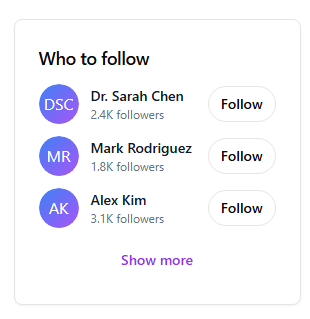 Who to follow
DSC
Dr. Sarah Chen
2.4K followers
Follow
MR
Mark Rodriguez
1.8K followers
Follow
AK
Alex Kim
3.1K followers
Follow
Show more